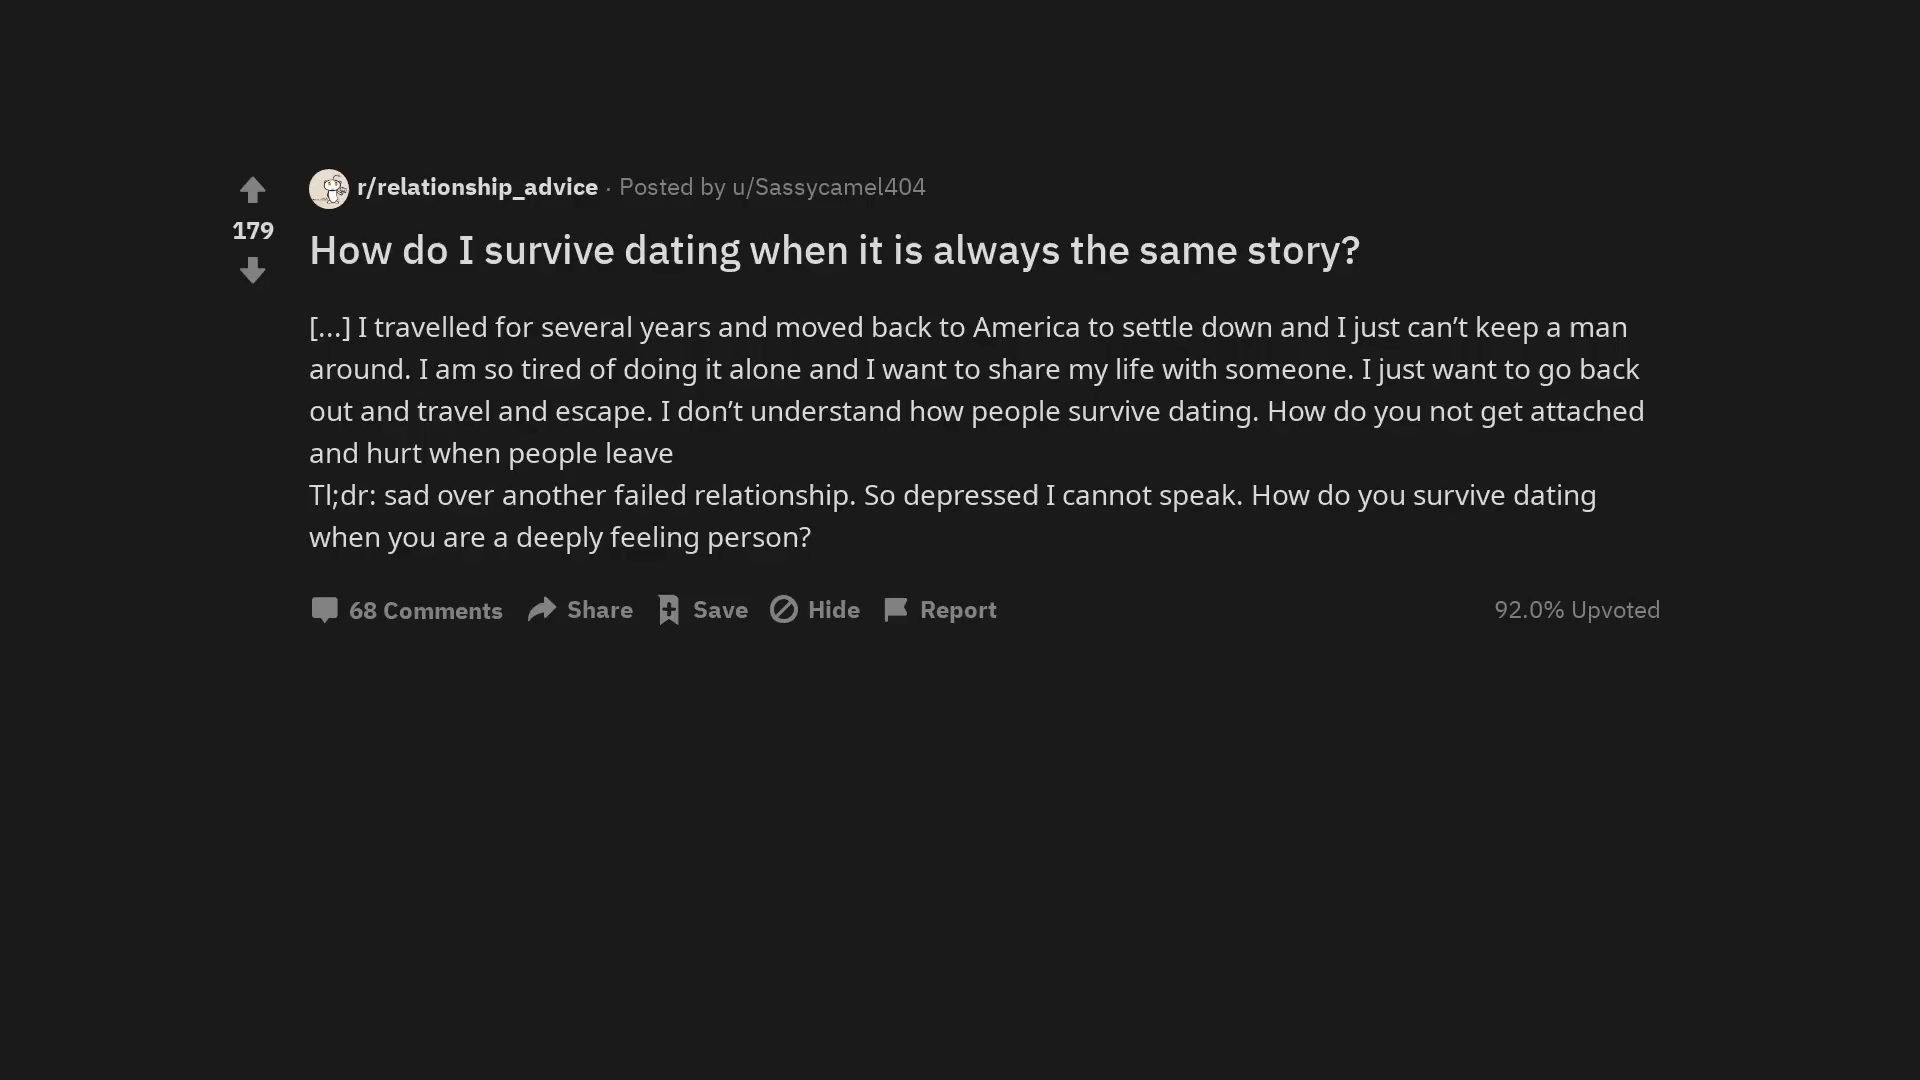 r/relationship_advice · Posted by u/Sassycamel404
179
How do I survive dating when it is always the same story?
[...] I travelled for several years and moved back to America to settle down and I just can’t keep a man
around. I am so tired of doing it alone and I want to share my life with someone. I just want to go back
out and travel and escape. I don’t understand how people survive dating. How do you not get attached
and hurt when people leave
Tl;dr: sad over another failed relationship. So depressed I cannot speak. How do you survive dating
when you are a deeply feeling person?
68 Comments Share Save Hide Report 92.0% Upvoted